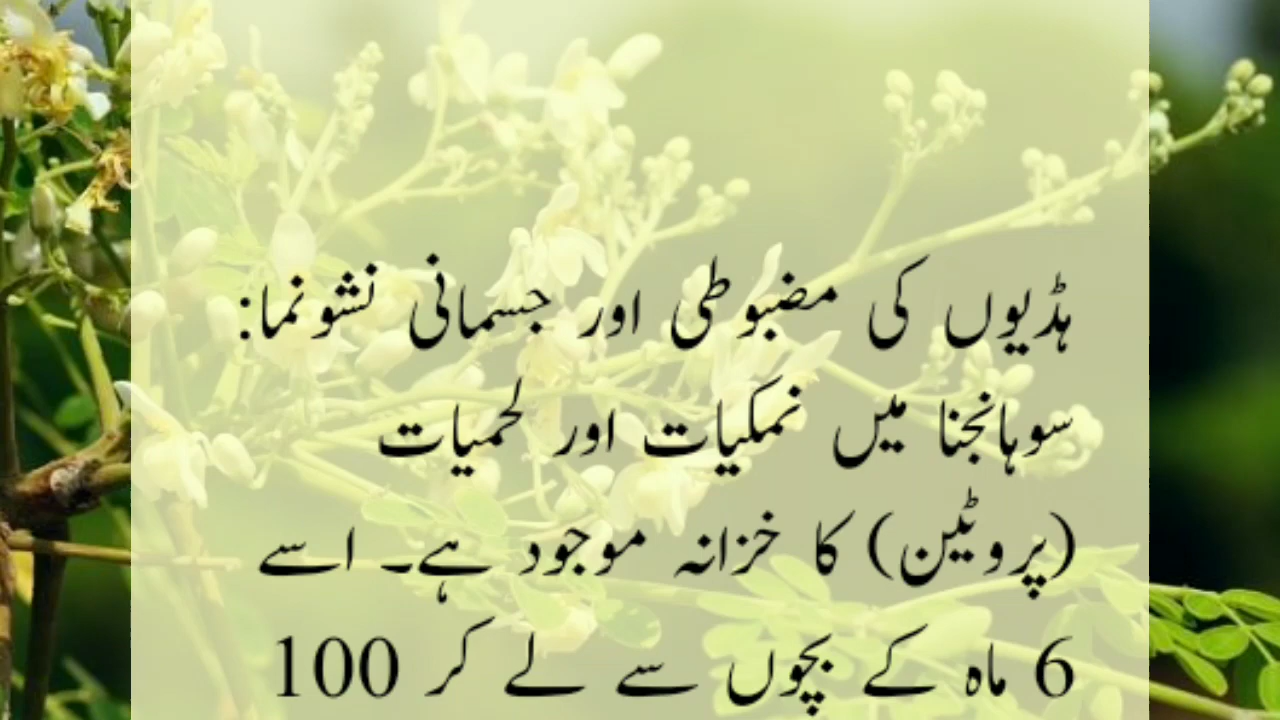 ہڈیوں کی مضبوطی اور جسمانی نشونما:
سوہانجنا میں نمکیات اور لحمیات
(پروٹین) کا خزانہ موجود ہے۔ اسے
6 ماہ کے بچوں سے لے کر 100